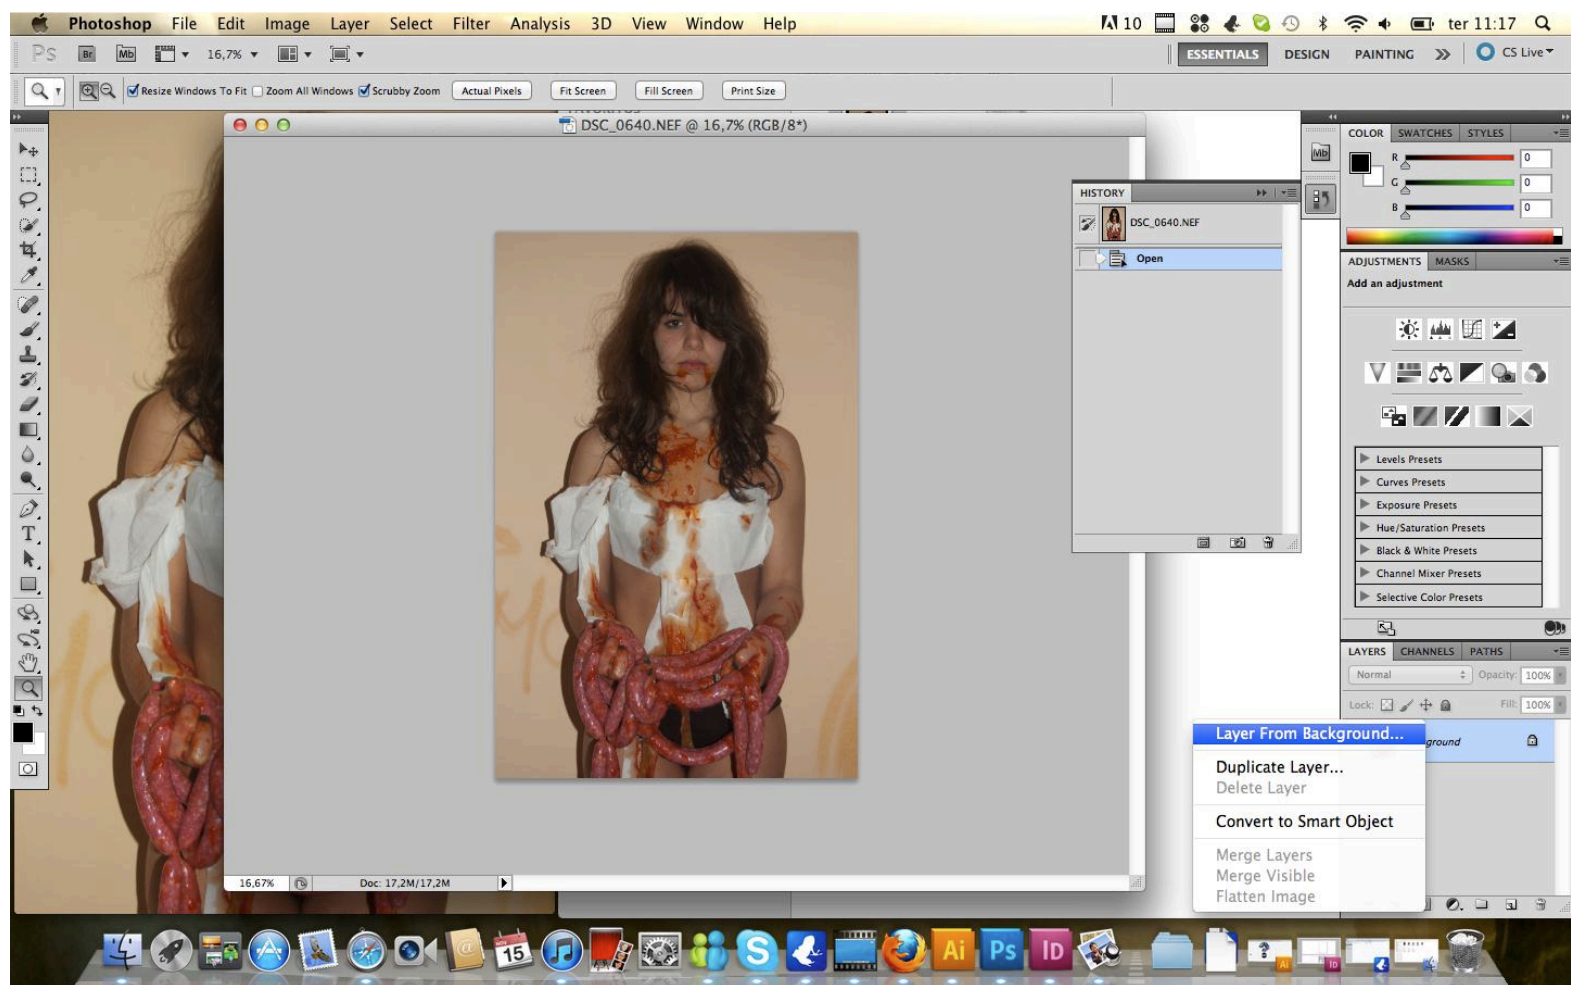 Photoshop File Edit Image Layer Select Filter Analysis 3D View Window Help 10 ter 11:17
Ps Br Mb 16,7% ESSENTIALS DESIGN PAINTING CS Live
Resize Windows To Fit Zoom All Windows Scrubby Zoom Actual Pixels Fit Screen Fill Screen Print Size
DSC_0640.NEF @ 16,7% (RGB/8*)
HISTORY
DSC_0640.NEF
Open
Mb
COLOR SWATCHES STYLES
R 0
G 0
B 0
ADJUSTMENTS MASKS
Add an adjustment
Levels Presets
Curves Presets
Exposure Presets
Hue/Saturation Presets
Black & White Presets
Channel Mixer Presets
Selective Color Presets
LAYERS CHANNELS PATHS
Normal Opacity: 100%
Lock: Fill: 100%
ground
Layer From Background...
Duplicate Layer...
Delete Layer
Convert to Smart Object
Merge Layers
Merge Visible
Flatten Image
16,67% Doc: 17,2M/17,2M
15 Ai Ps ID